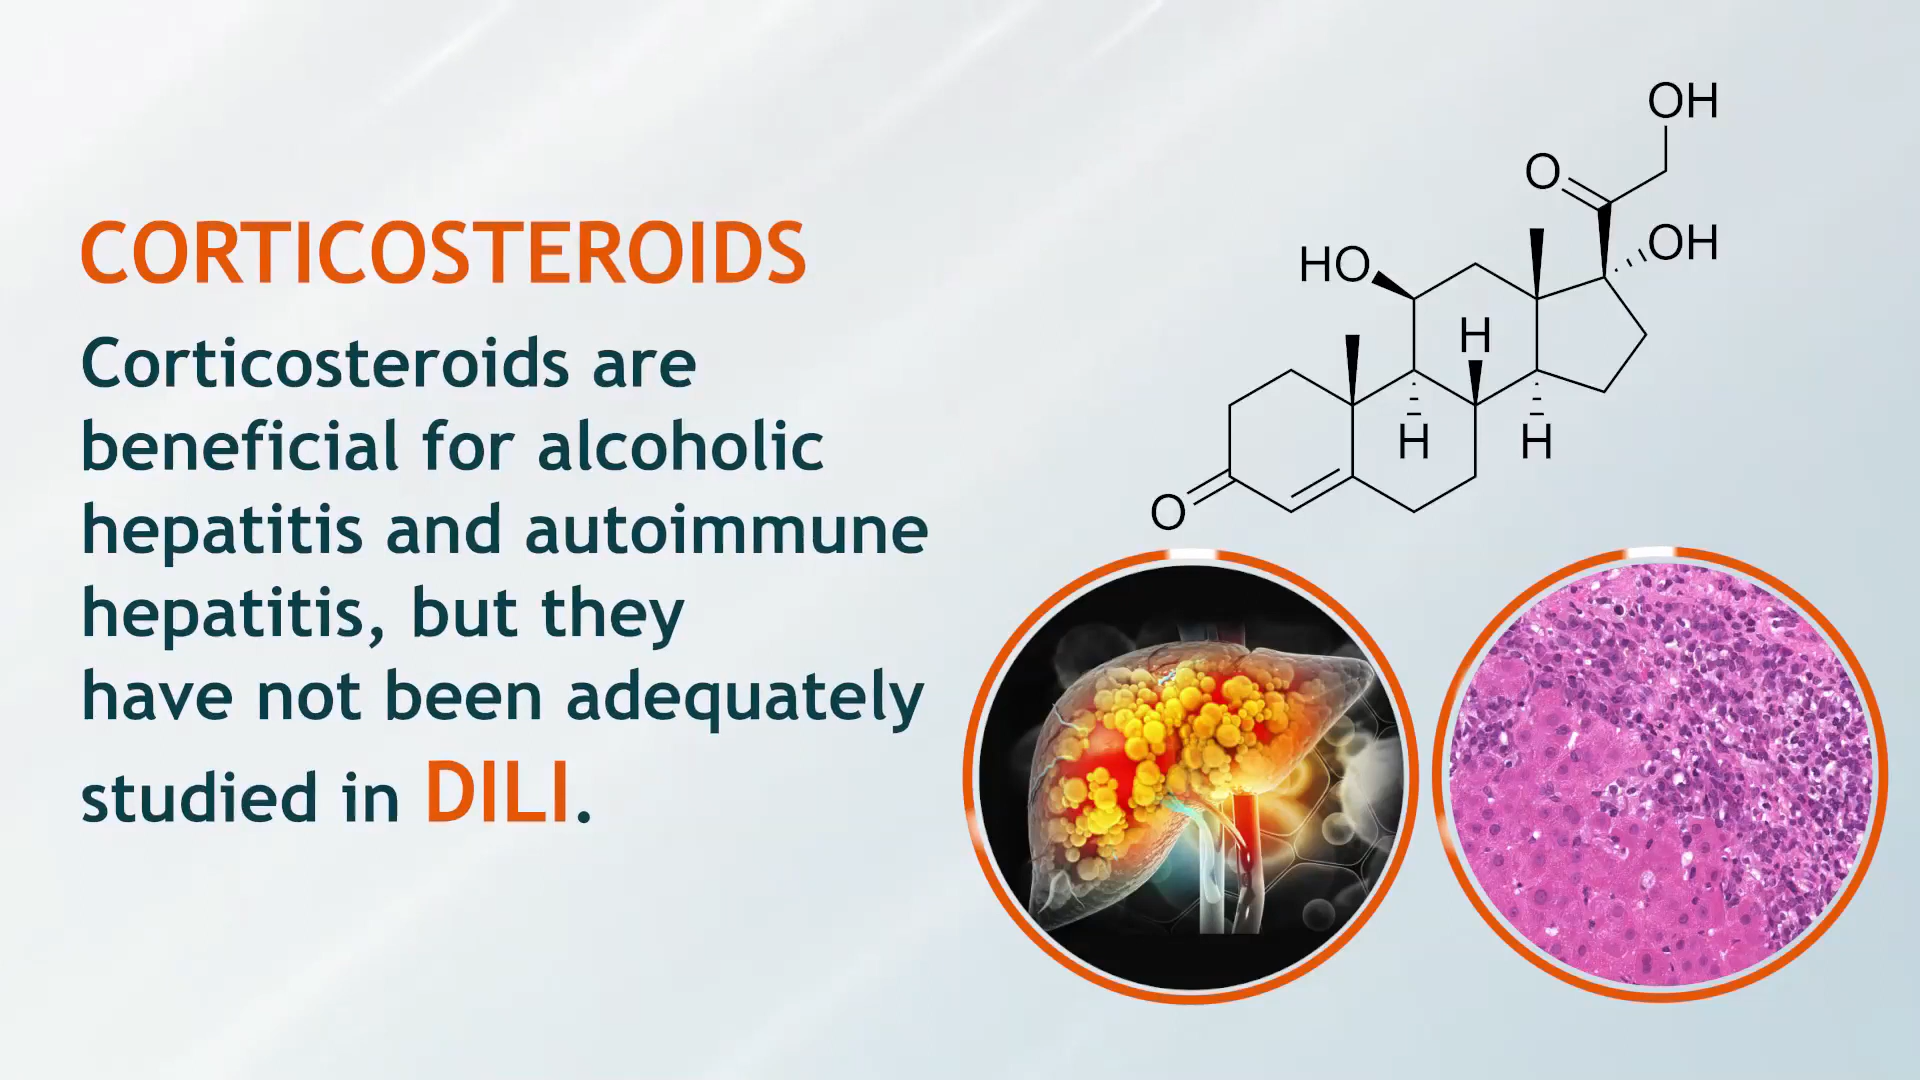 CORTICOSTEROIDS
Corticosteroids are
beneficial for alcoholic
hepatitis and autoimmune
hepatitis, but they
have not been adequately
studied in DILI.
OH
O
OH
HO
H
H
H
O